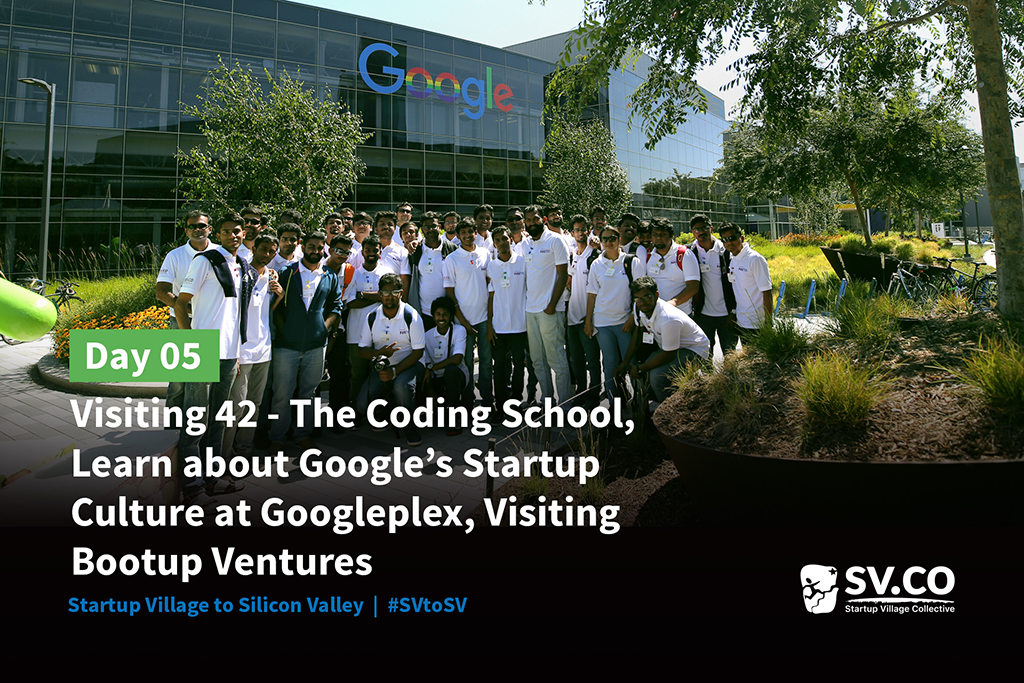 Google
Day 05
Visiting 42 - The Coding School,
Learn about Google's Startup
Culture at Googleplex, Visiting
Bootup Ventures
Startup Village to Silicon Valley | #SVtoSV
SV.CO
Startup Village Collective